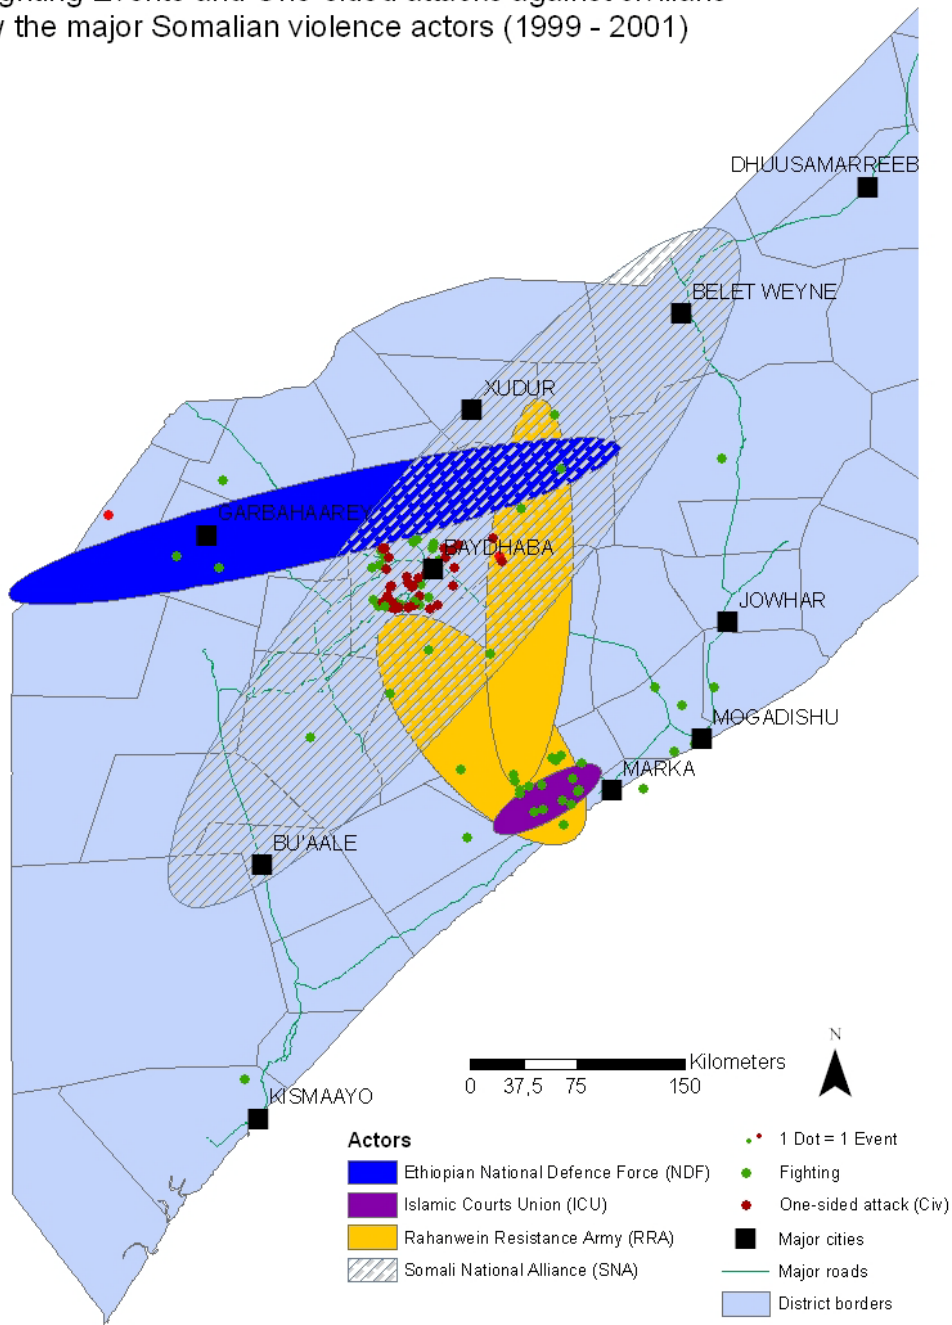 y the major Somalian violence actors (1999 - 2001)
DHUUSAMARREEB
BELET WEYNE
XUDUR
GARBAHAAREY
BAYDHABA
JOWHAR
MOGADISHU
MARKA
BU'AALE
N
Kilometers
0 37,5 75 150
KISMAAYO
Actors
1 Dot = 1 Event
Ethiopian National Defence Force (NDF)
Fighting
Islamic Courts Union (ICU)
One-sided attack (Civ)
Rahanwein Resistance Army (RRA)
Major cities
Somali National Alliance (SNA)
Major roads
District borders